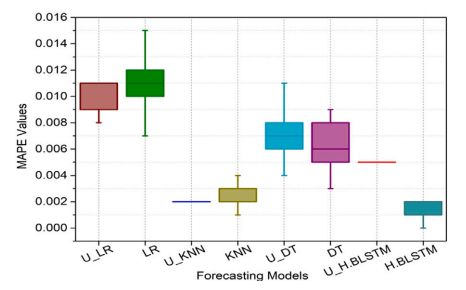 0.016
0.014
0.012
0.010
0.008
0.006
0.004
0.002
0.000
MAPE Values
U_LR
LR
U_KNN
KNN
U_DT
DT
U_H.BLSTM
H.BLSTM
Forecasting Models